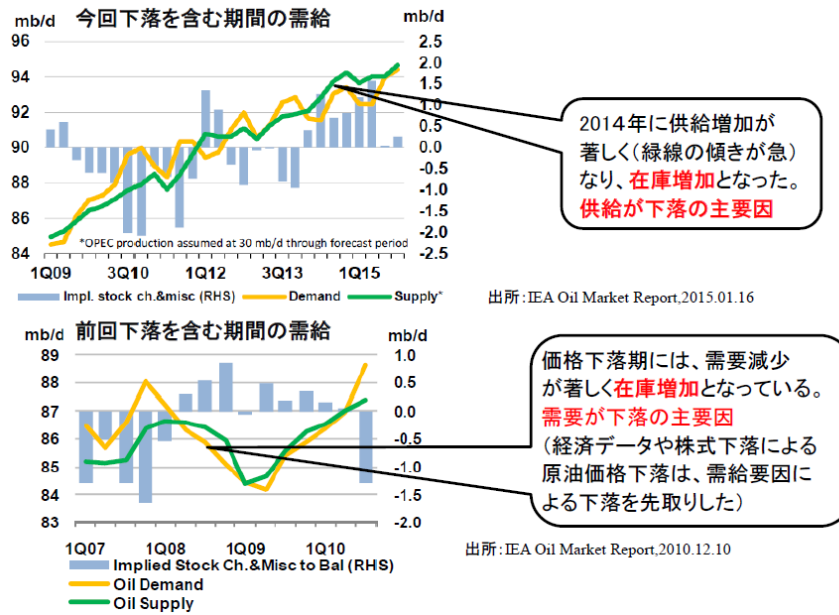 今回下落を含む期間の需給
mb/d
mb/d
96
94
92
90
88
86
84
2.5
2.0
1.5
1.0
0.5
0.0
-0.5
-1.0
-1.5
-2.0
-2.5
*OPEC production assumed at 30 mb/d through forecast period
1Q09 3Q10 1Q12 3Q13 1Q15
Impl. stock ch.&misc (RHS) Demand Supply*
2014年に供給増加が
著しく(緑線の傾きが急)
なり、在庫増加となった。
供給が下落の主要因
出所:IEA Oil Market Report,2015.01.16
前回下落を含む期間の需給
mb/d
mb/d
89
88
87
86
85
84
83
1.0
0.5
0.0
-0.5
-1.0
-1.5
-2.0
1Q07 1Q08 1Q09 1Q10
Implied Stock Ch.&Misc to Bal (RHS)
Oil Demand
Oil Supply
価格下落期には、需要減少
が著しく在庫増加となっている。
需要が下落の主要因
(経済データや株式下落による
原油価格下落は、需給要因に
よる下落を先取りした)
出所:IEA Oil Market Report,2010.12.10